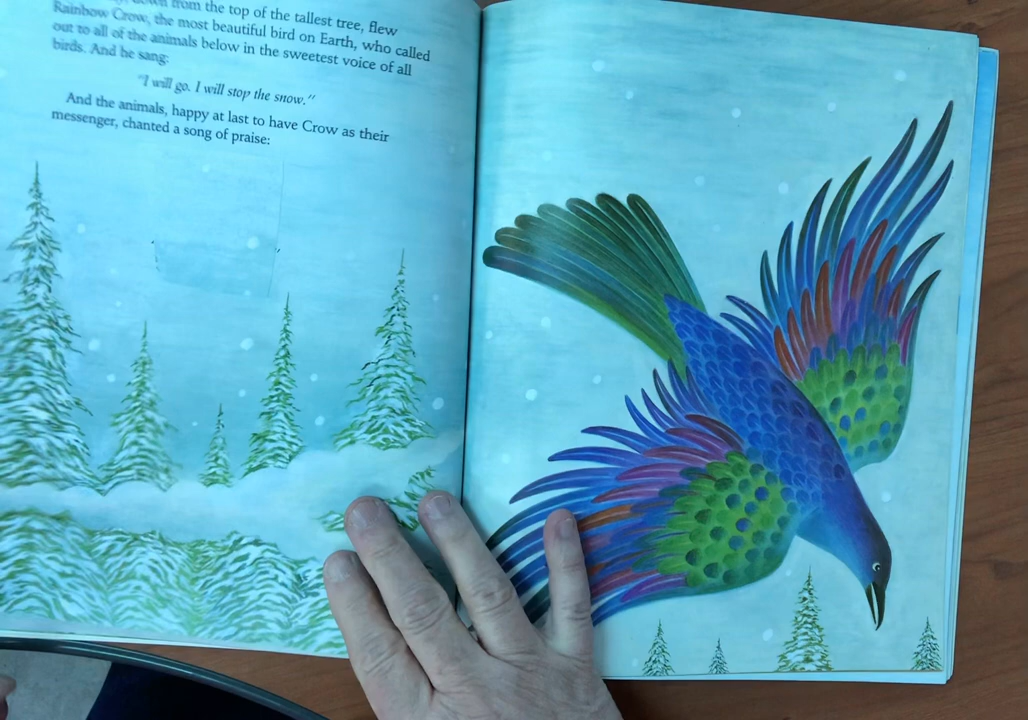 down from the top of the tallest tree, flew
Rainbow Crow, the most beautiful bird on Earth, who called
out to all of the animals below in the sweetest voice of all
birds. And he sang:
"I will go. I will stop the snow."
And the animals, happy at last to have Crow as their
messenger, chanted a song of praise: